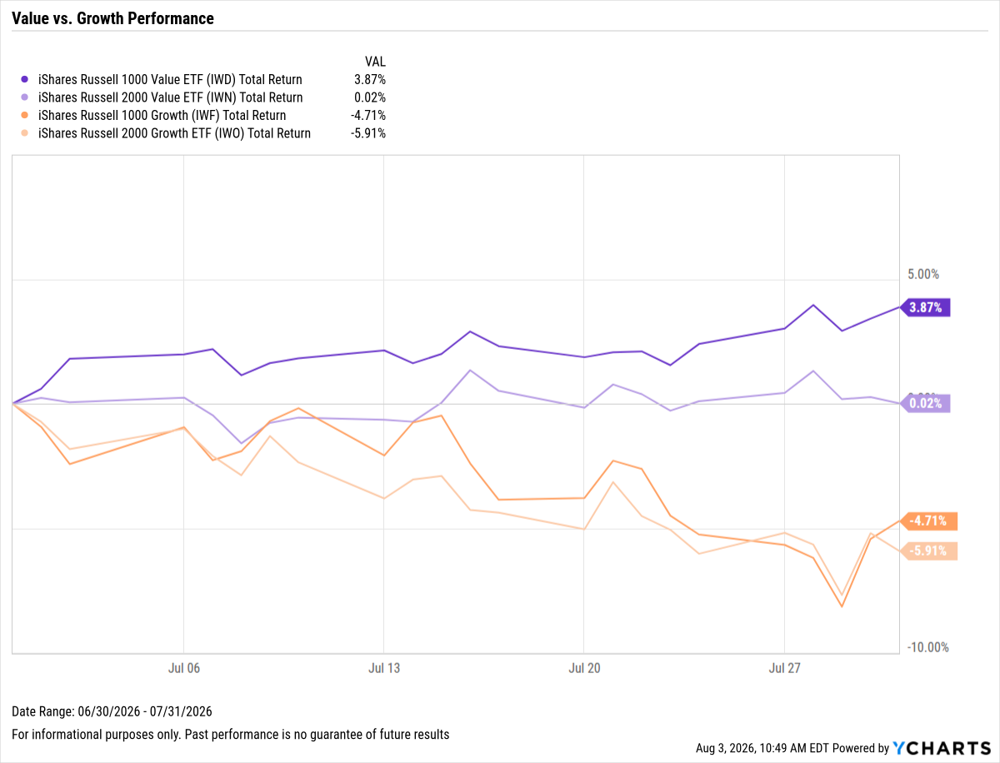 Value vs. Growth Performance
VAL
iShares Russell 1000 Value ETF (IWD) Total Return 3.87%
iShares Russell 2000 Value ETF (IWN) Total Return 0.02%
iShares Russell 1000 Growth (IWF) Total Return -4.71%
iShares Russell 2000 Growth ETF (IWO) Total Return -5.91%
5.00%
3.87%
0.02%
-4.71%
-5.91%
-10.00%
Jul 06 Jul 13 Jul 20 Jul 27
Date Range: 06/30/2026 - 07/31/2026
For informational purposes only. Past performance is no guarantee of future results
Aug 3, 2026, 10:49 AM EDT Powered by YCHARTS